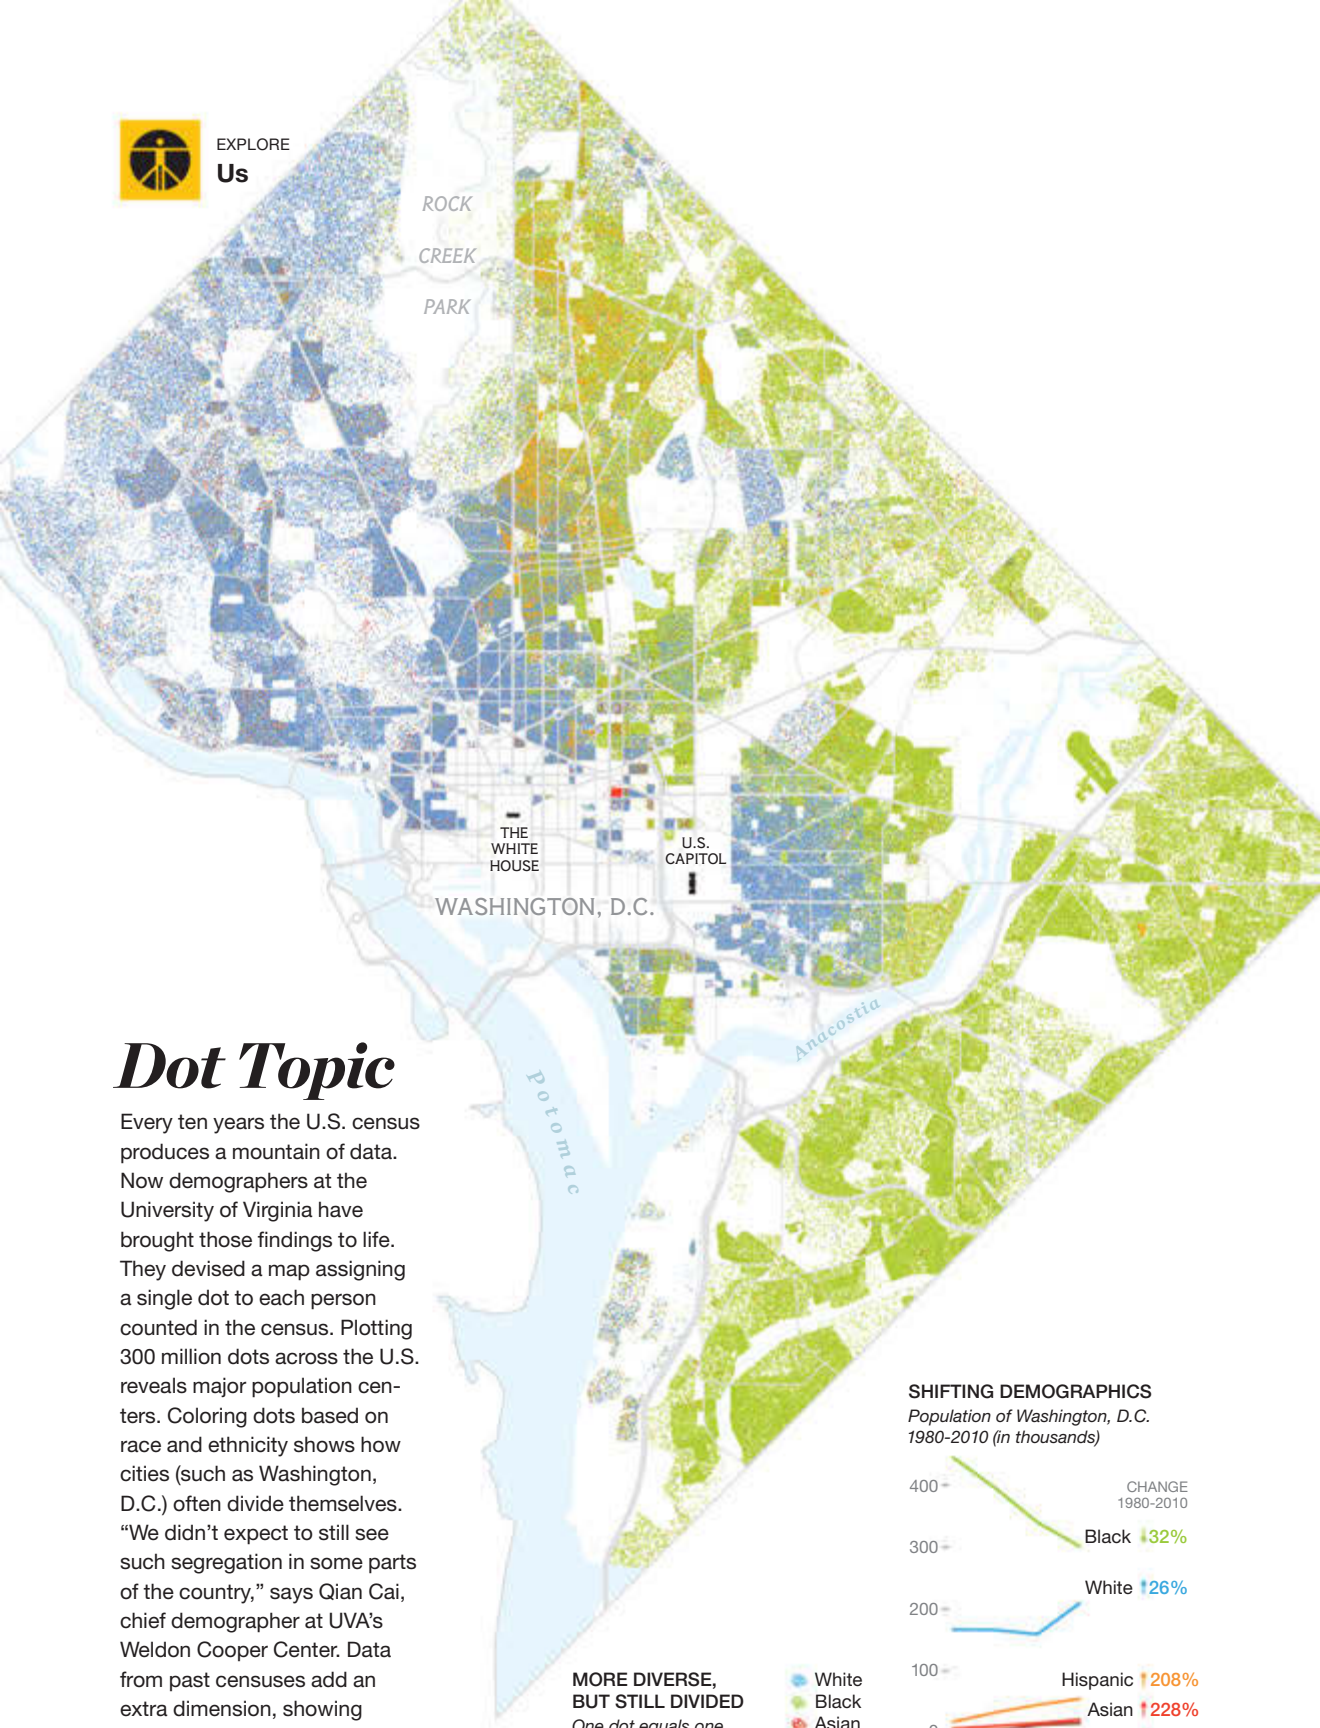 EXPLORE
Us
ROCK
CREEK
PARK
THE
WHITE
HOUSE
U.S.
CAPITOL
WASHINGTON, D.C.
Anacostia
Potomac
Dot Topic
Every ten years the U.S. census
produces a mountain of data.
Now demographers at the
University of Virginia have
brought those findings to life.
They devised a map assigning
a single dot to each person
counted in the census. Plotting
300 million dots across the U.S.
reveals major population cen-
ters. Coloring dots based on
race and ethnicity shows how
cities (such as Washington,
D.C.) often divide themselves.
“We didn’t expect to still see
such segregation in some parts
of the country,” says Qian Cai,
chief demographer at UVA’s
Weldon Cooper Center. Data
from past censuses add an
extra dimension, showing
MORE DIVERSE,
BUT STILL DIVIDED
One dot equals one
White
Black
Asian
SHIFTING DEMOGRAPHICS
Population of Washington, D.C.
1980-2010 (in thousands)
CHANGE
1980-2010
400
300
200
100
0
Black 32%
White 26%
Hispanic 208%
Asian 228%